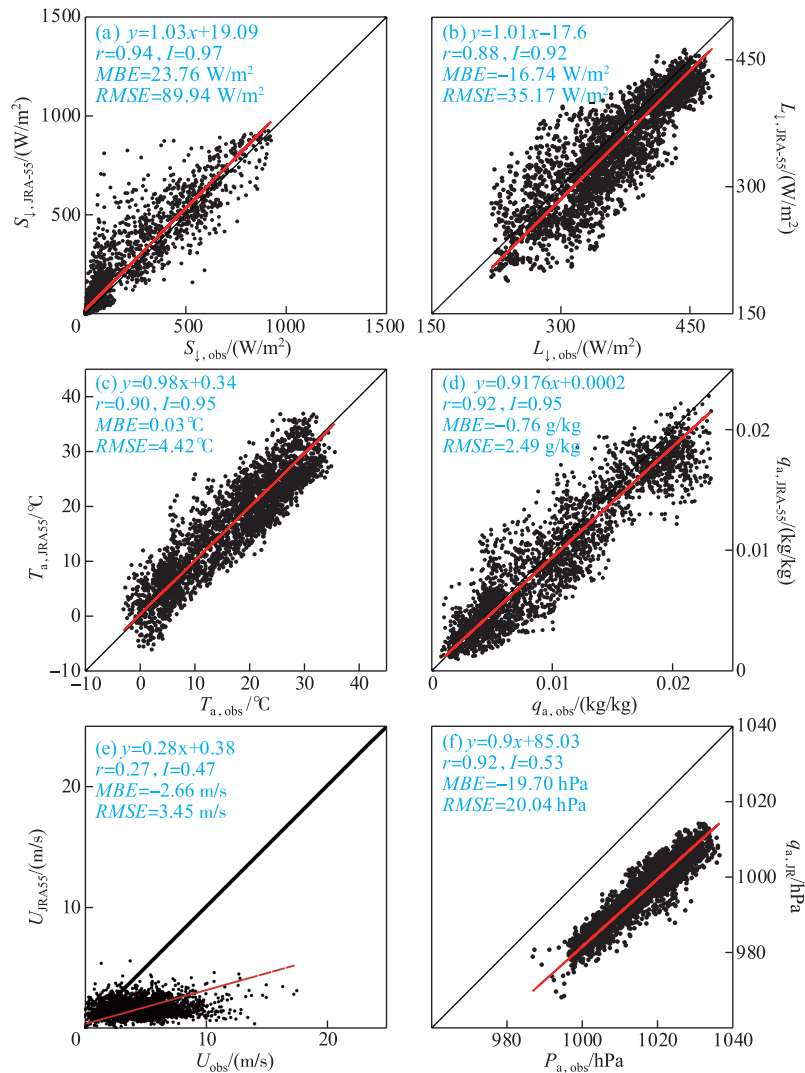 1500
(a) y=1.03x+19.09
r=0.94, I=0.97
MBE=23.76 W/m²
RMSE=89.94 W/m²
1000
500
S↓, JRA-55/(W/m²)
500
1000
1500
S↓, obs/(W/m²)
(b) y=1.01x−17.6
r=0.88, I=0.92
MBE=−16.74 W/m²
RMSE=35.17 W/m²
450
300
150
L↓, JRA-55/(W/m²)
150
300
450
L↓, obs/(W/m²)
(c) y=0.98x+0.34
r=0.90, I=0.95
MBE=0.03℃
RMSE=4.42℃
40
30
20
10
0
−10
Ta, JRA55/℃
−10
0
10
20
30
40
Ta, obs/℃
(d) y=0.9176x+0.0002
r=0.92, I=0.95
MBE=−0.76 g/kg
RMSE=2.49 g/kg
0.02
0.01
0
qa, JRA-55/(kg/kg)
0
0.01
0.02
qa, obs/(kg/kg)
(e) y=0.28x+0.38
r=0.27, I=0.47
MBE=−2.66 m/s
RMSE=3.45 m/s
20
10
UJRA55/(m/s)
0
10
20
Uobs/(m/s)
(f) y=0.9x+85.03
r=0.92, I=0.53
MBE=−19.70 hPa
RMSE=20.04 hPa
1040
1020
1000
980
qa, JR/hPa
960
980
1000
1020
1040
Pa, obs/hPa